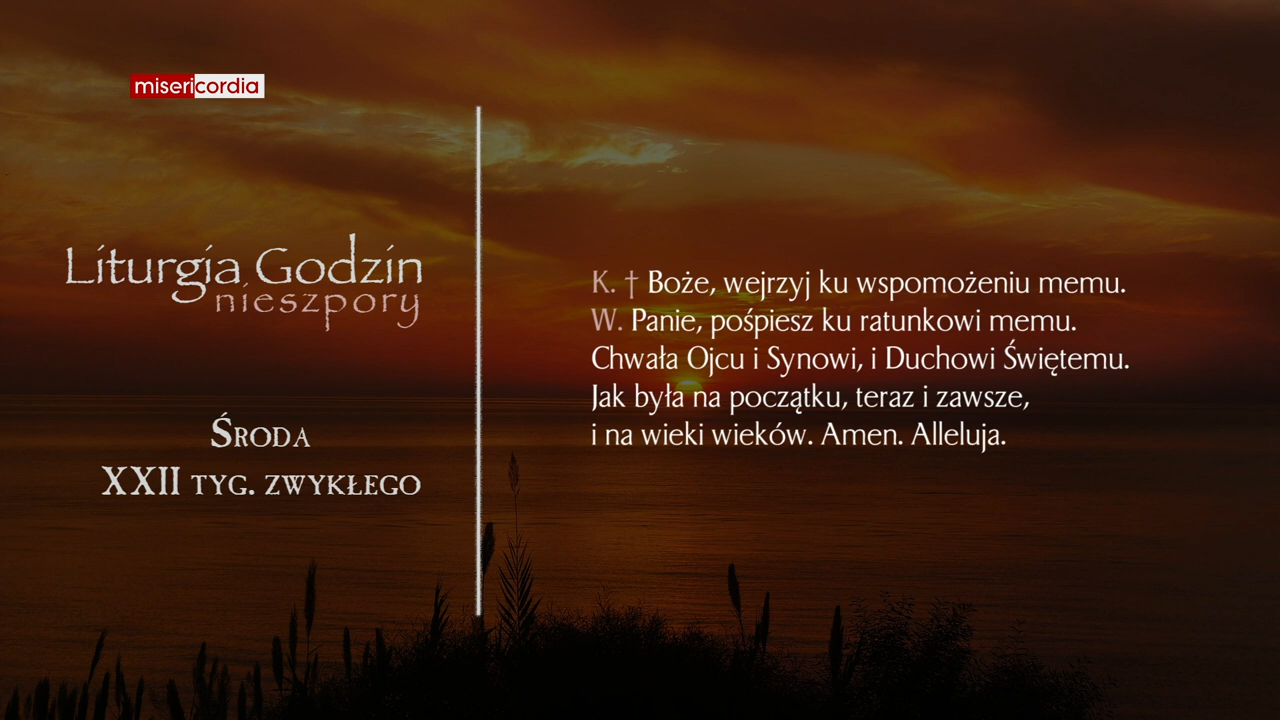 misericordia
Liturgia Godzin
nieszpory
Środa
XXII tyg. zwykłego
K. † Boże, wejrzyj ku wspomożeniu memu.
W. Panie, pośpiesz ku ratunkowi memu.
Chwała Ojcu i Synowi, i Duchowi Świętemu.
Jak była na początku, teraz i zawsze,
i na wieki wieków. Amen. Alleluja.